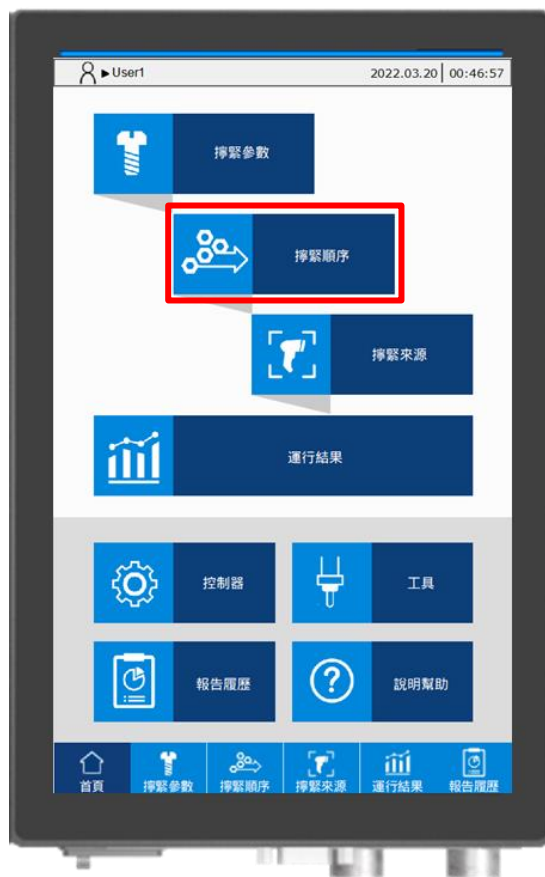 ▶User1 2022.03.20 00:46:57
擰緊參數
擰緊順序
擰緊來源
運行結果
控制器 工具
報告履歷 說明幫助
首頁 擰緊參數 擰緊順序 擰緊來源 運行結果 報告履歷